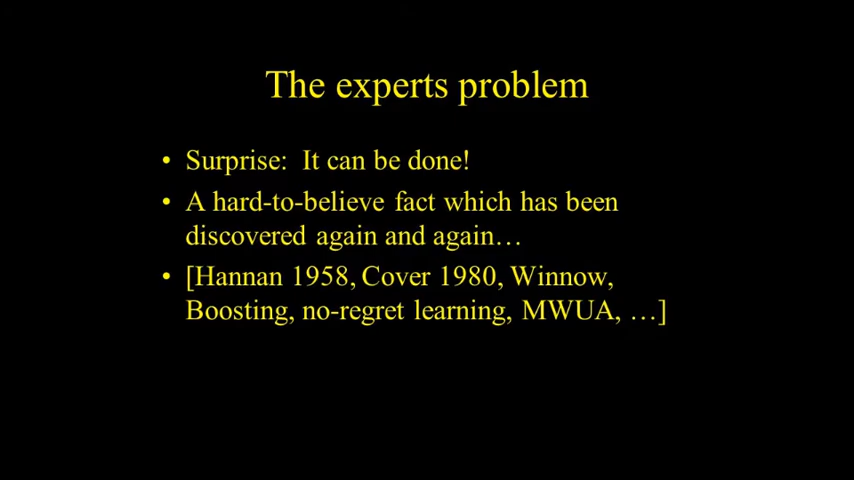 The experts problem
• Surprise:  It can be done!
• A hard-to-believe fact which has been
discovered again and again…
• [Hannan 1958, Cover 1980, Winnow,
Boosting, no-regret learning, MWUA, …]